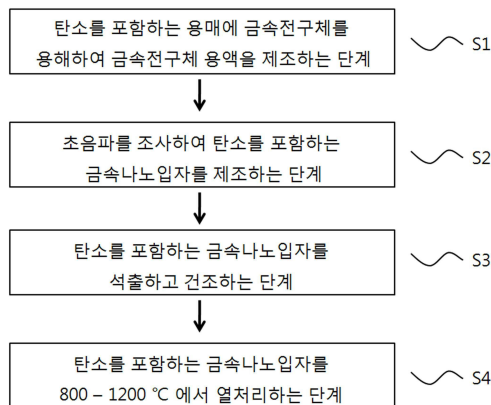 탄소를 포함하는 용매에 금속전구체를
용해하여 금속전구체 용액을 제조하는 단계
S1
초음파를 조사하여 탄소를 포함하는
금속나노입자를 제조하는 단계
S2
탄소를 포함하는 금속나노입자를
석출하고 건조하는 단계
S3
탄소를 포함하는 금속나노입자를
800 – 1200 ℃ 에서 열처리하는 단계
S4